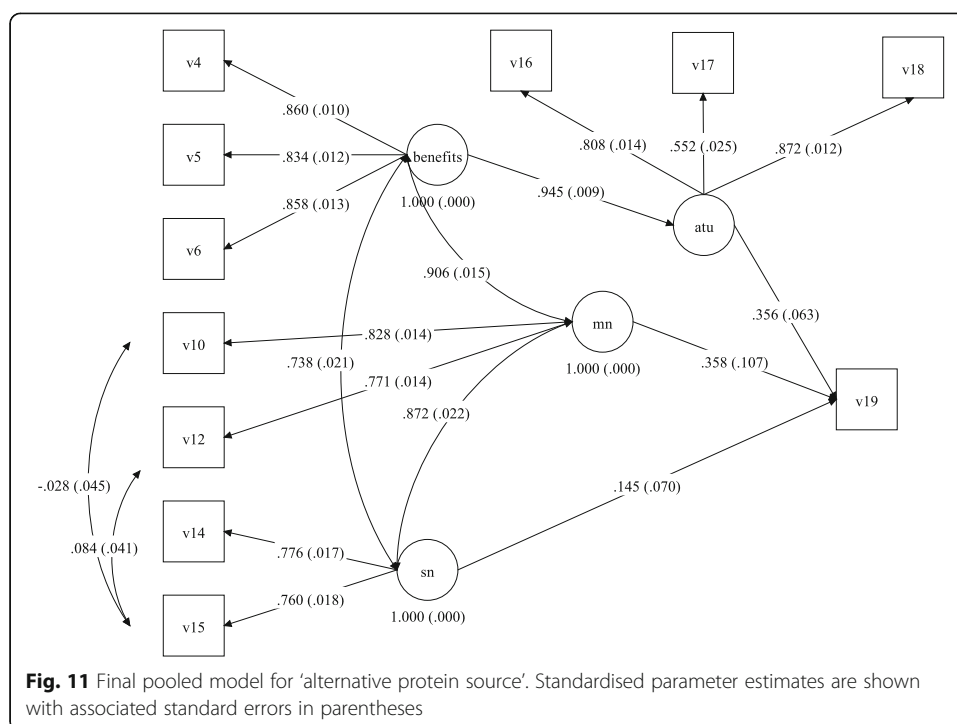 v4
v16
v17
v18
.860 (.010)
v5
.834 (.012)
benefits
.808 (.014)
.552 (.025)
.872 (.012)
.858 (.013)
1.000 (.000)
.945 (.009)
v6
atu
.906 (.015)
v10
.828 (.014)
mn
.356 (.063)
.738 (.021)
.771 (.014)
1.000 (.000)
.358 (.107)
v19
v12
.872 (.022)
-.028 (.045)
.145 (.070)
v14
.084 (.041)
.776 (.017)
sn
.760 (.018)
1.000 (.000)
v15
Fig. 11 Final pooled model for ‘alternative protein source’. Standardised parameter estimates are shown
with associated standard errors in parentheses